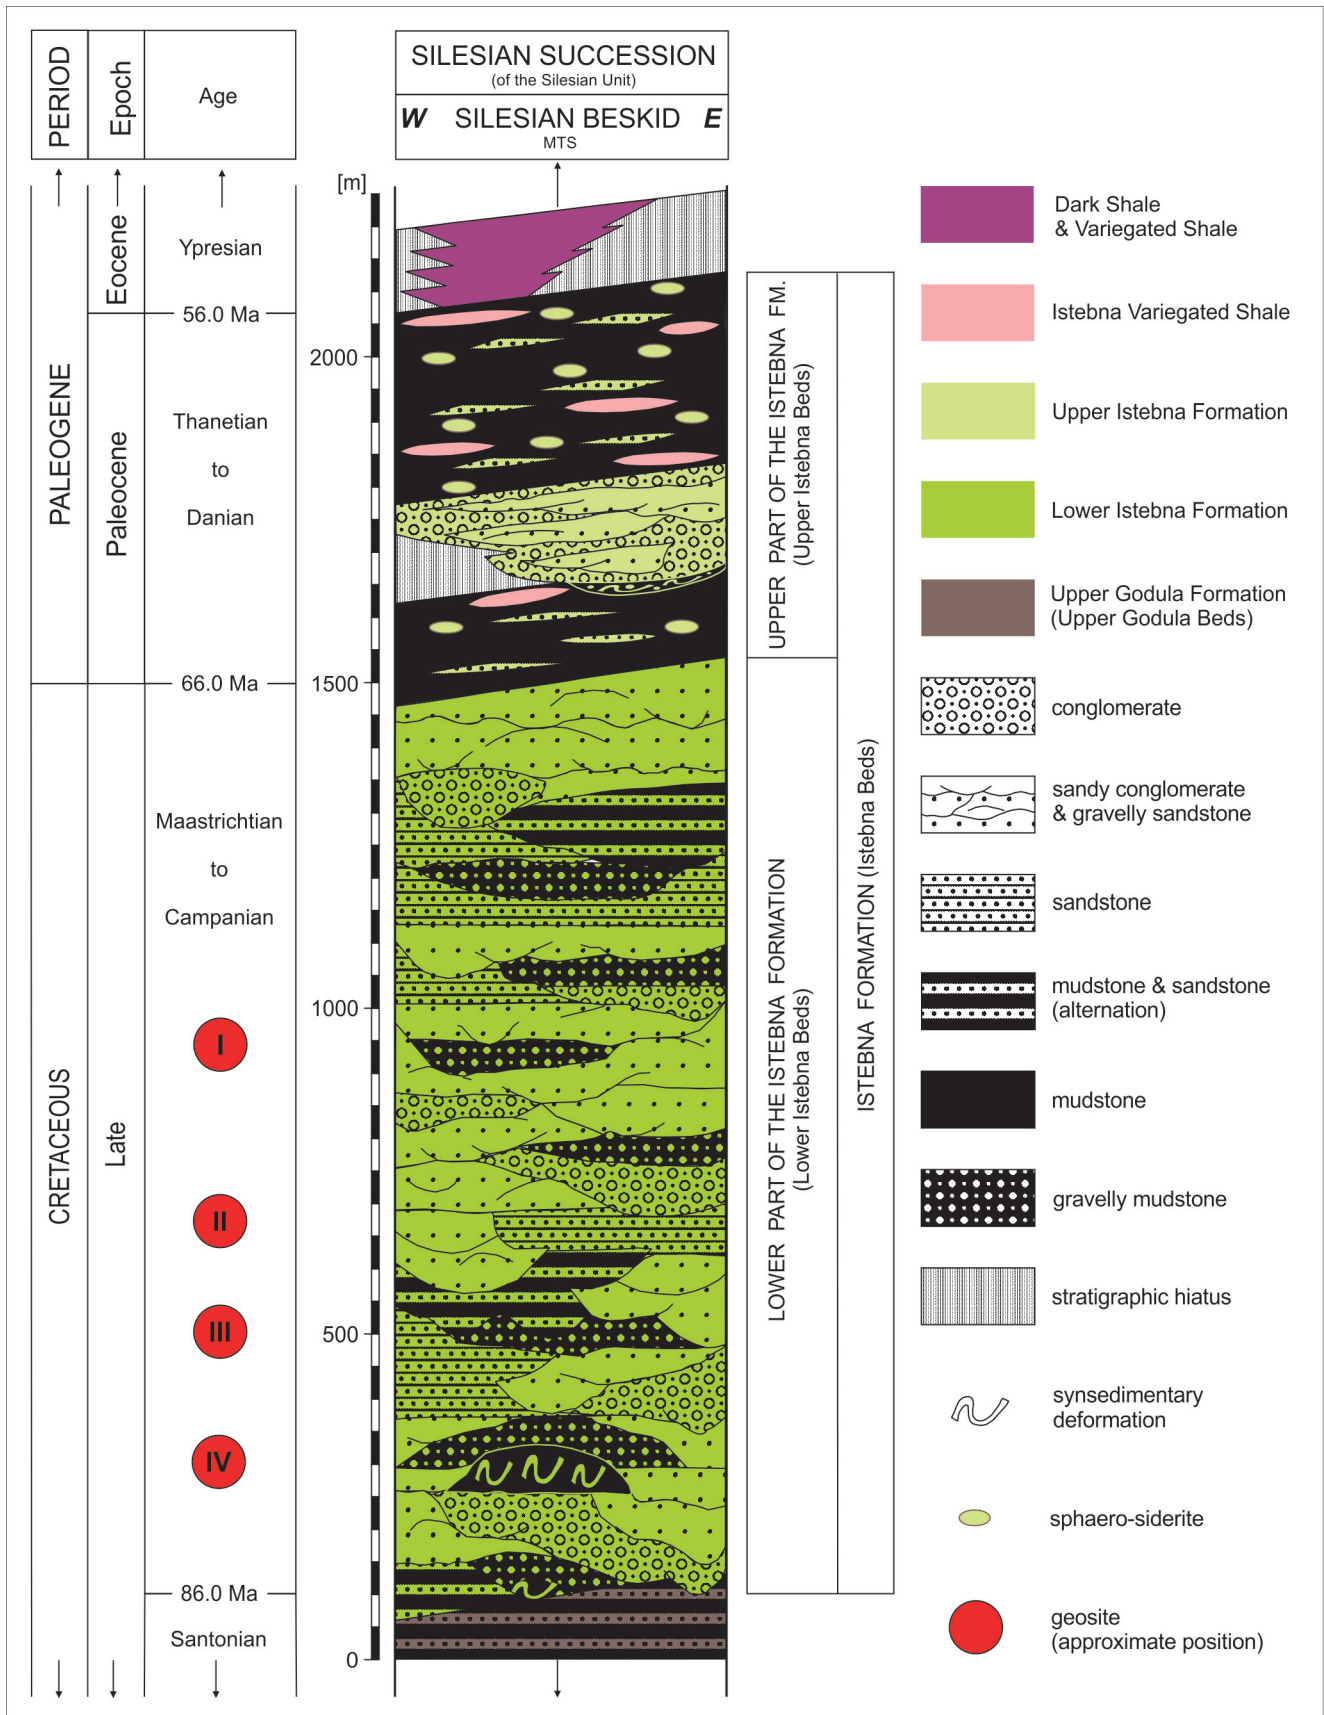 PERIOD
Epoch
Age
SILESIAN SUCCESSION
(of the Silesian Unit)
W SILESIAN BESKID E
MTS
[m]
PALEOGENE
Eocene
Ypresian
56.0 Ma
Paleocene
Thanetian
to
Danian
66.0 Ma
CRETACEOUS
Late
Maastrichtian
to
Campanian
I
II
III
IV
86.0 Ma
Santonian
2000
1500
1000
500
0
UPPER PART OF THE ISTEBNA FM.
(Upper Istebna Beds)
LOWER PART OF THE ISTEBNA FORMATION
(Lower Istebna Beds)
ISTEBNA FORMATION (Istebna Beds)
Dark Shale
& Variegated Shale
Istebna Variegated Shale
Upper Istebna Formation
Lower Istebna Formation
Upper Godula Formation
(Upper Godula Beds)
conglomerate
sandy conglomerate
& gravelly sandstone
sandstone
mudstone & sandstone
(alternation)
mudstone
gravelly mudstone
stratigraphic hiatus
synsedimentary
deformation
sphaero-siderite
geosite
(approximate position)